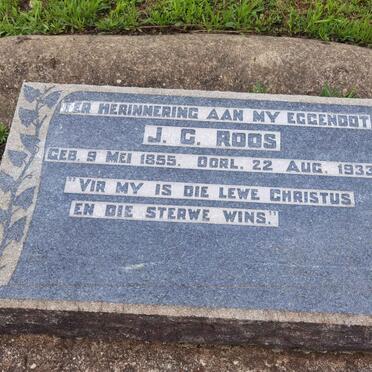 TER HERINNERING AAN MY EGGENOOT
J. C. ROOS
GEB. 9 MEI 1855. OORL. 22 AUG. 1933
"VIR MY IS DIE LEWE CHRISTUS
EN DIE STERWE WINS."